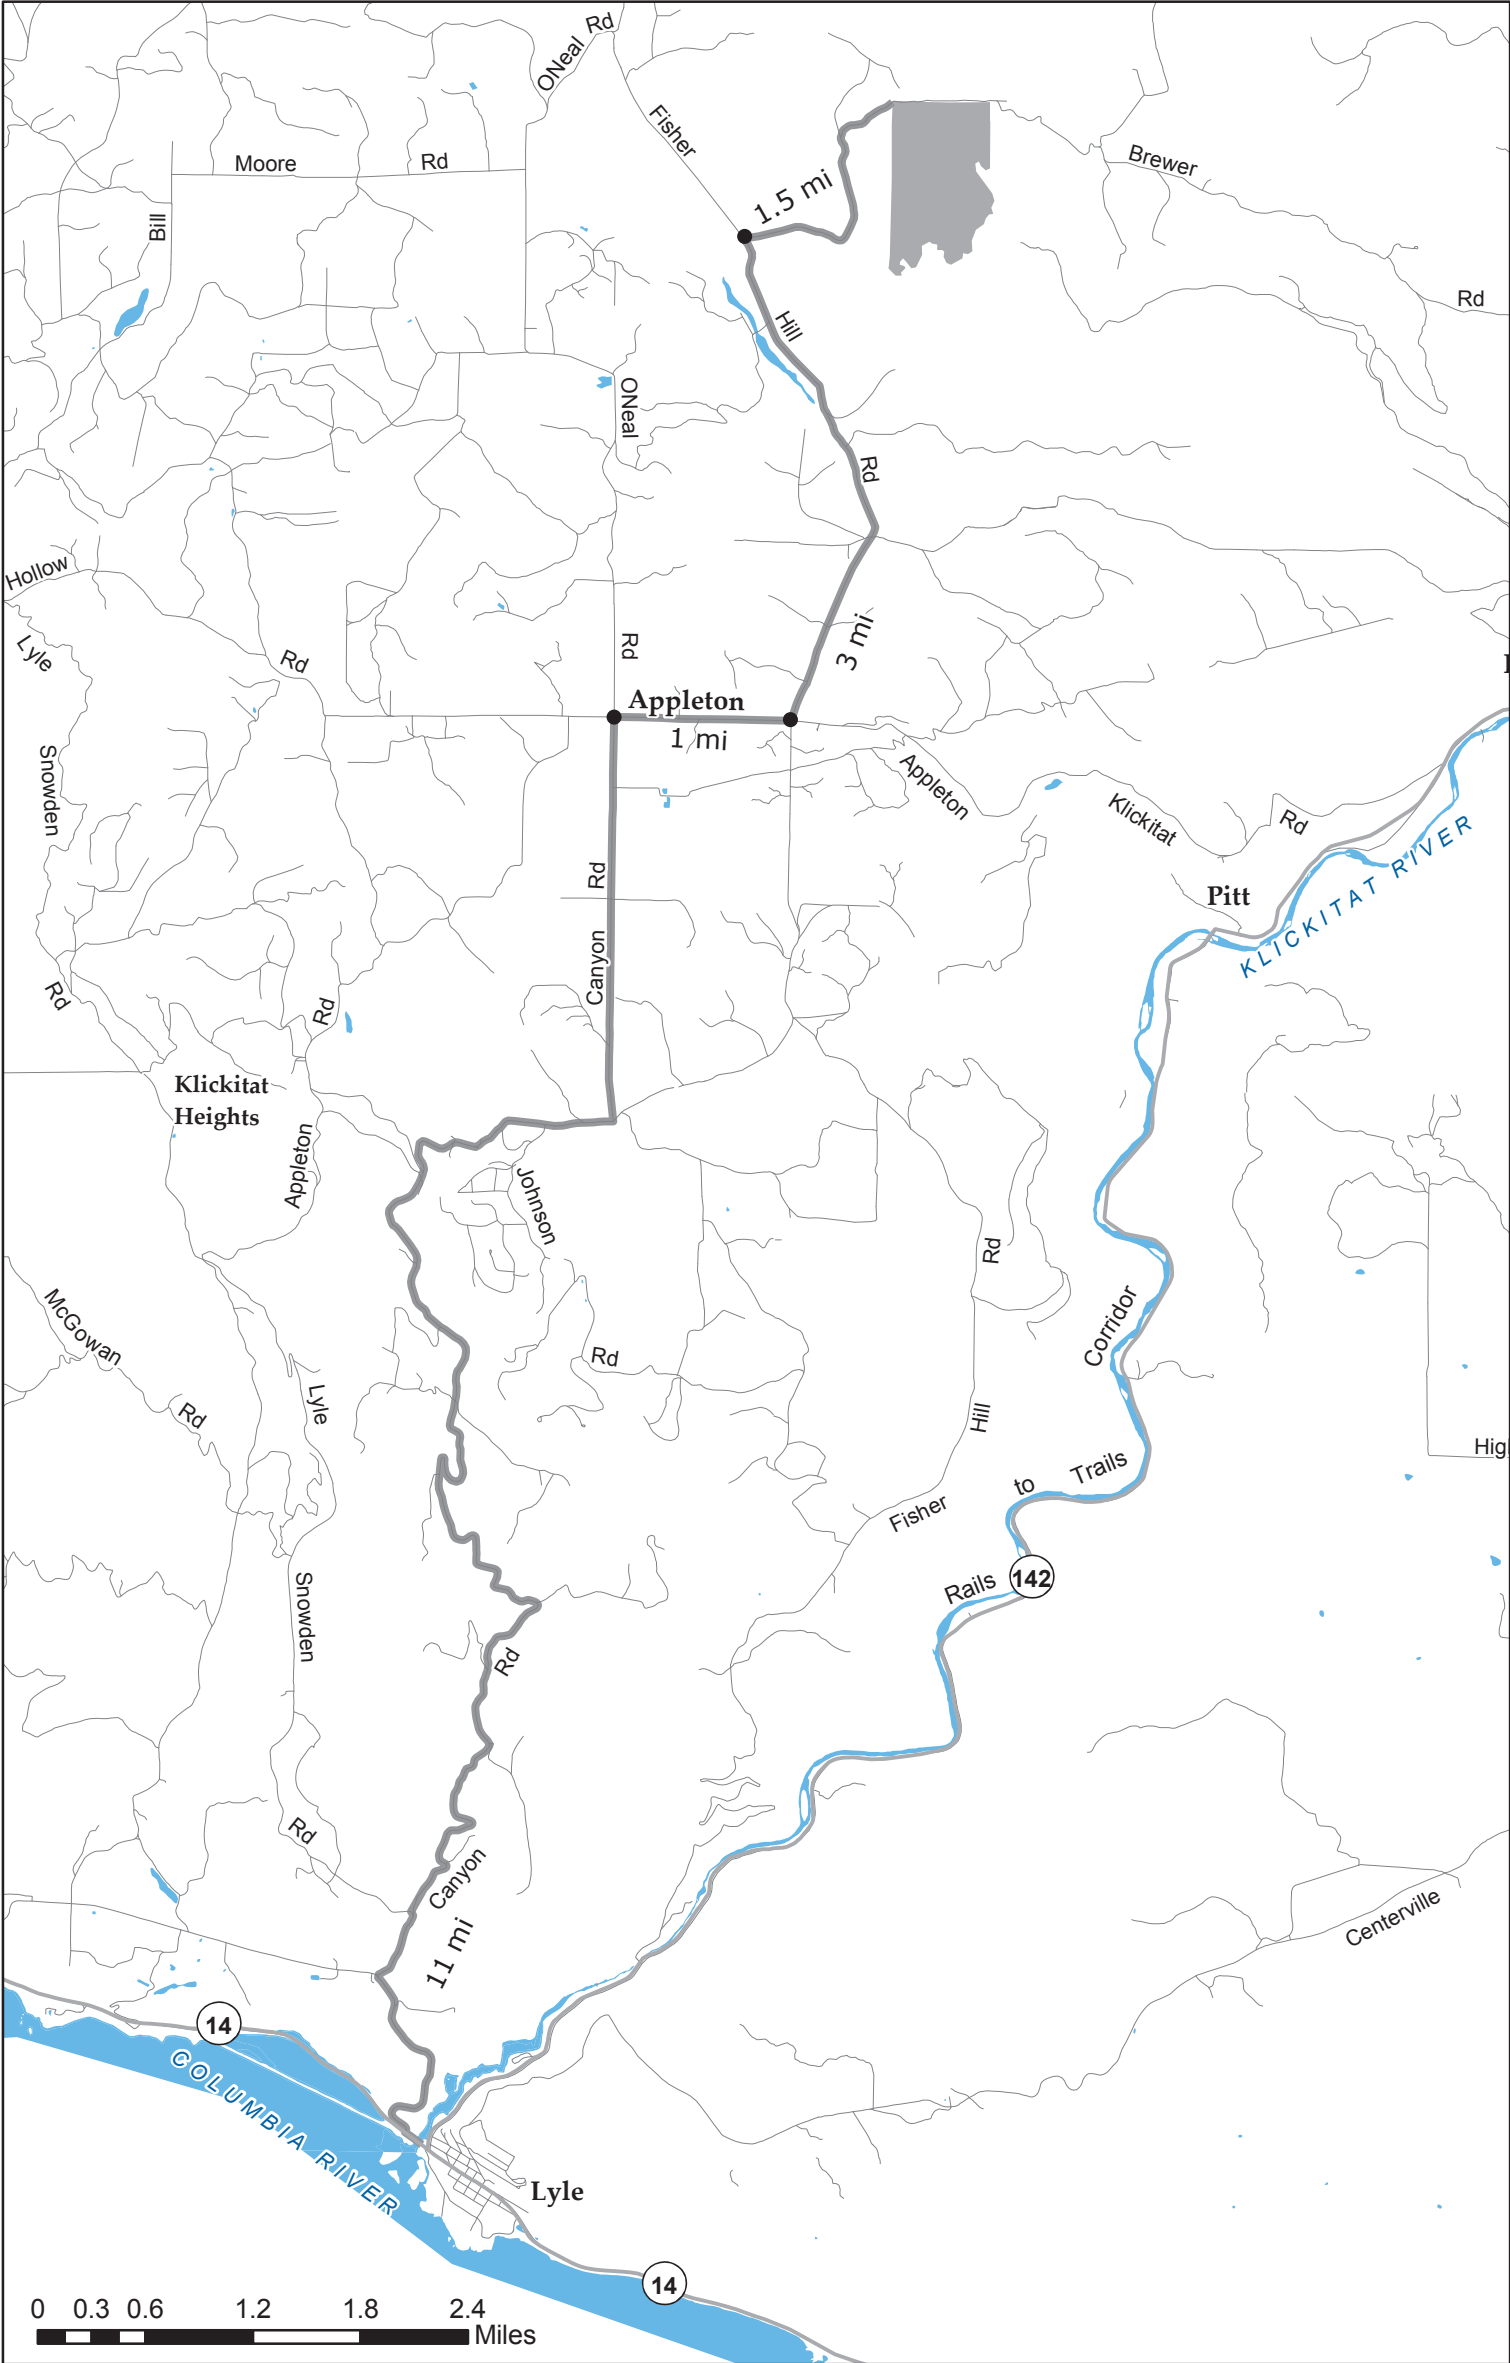 ONeal Rd
Fisher
Moore Rd
Bill
1.5 mi
Brewer
Rd
Hill
ONeal
Rd
Hollow
Lyle
Rd
Rd
3 mi
Appleton
1 mi
Snowden
Appleton
Klickitat
Rd
KLICKITAT RIVER
Rd
Pitt
Canyon
Rd
Rd
Klickitat
Heights
Appleton
Johnson
Rd
Corridor
McGowan
Rd
Lyle
Rd
Hill
Fisher
to
Trails
Rails
142
Snowden
Rd
Rd
Canyon
11 mi
Centerville
14
COLUMBIA RIVER
Lyle
14
0 0.3 0.6 1.2 1.8 2.4
Miles